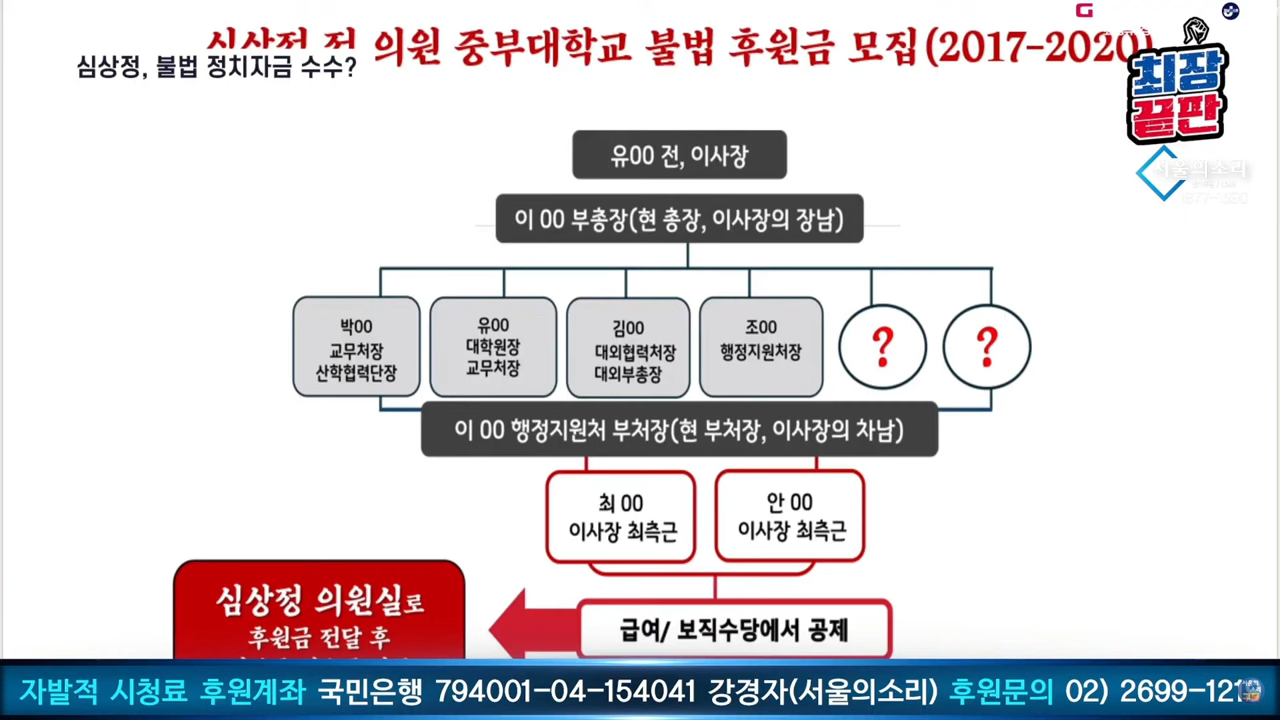 심상정 전 의원 중부대학교 불법 후원금 모집(2017-2020)
심상정, 불법 정치자금 수수?
최장
끝판
서울의소리
유00 전, 이사장
이 00 부총장(현 총장, 이사장의 장남)
박00
교무처장
산학협력단장
유00
대학원장
교무처장
김00
대외협력처장
대외부총장
조00
행정지원처장
?
?
이 00 행정지원처 부처장(현 부처장, 이사장의 차남)
최 00
이사장 최측근
안 00
이사장 최측근
급여/ 보직수당에서 공제
심상정 의원실로
후원금 전달 후
자발적 시청료 후원계좌 국민은행 794001-04-154041 강경자(서울의소리) 후원문의 02) 2699-121